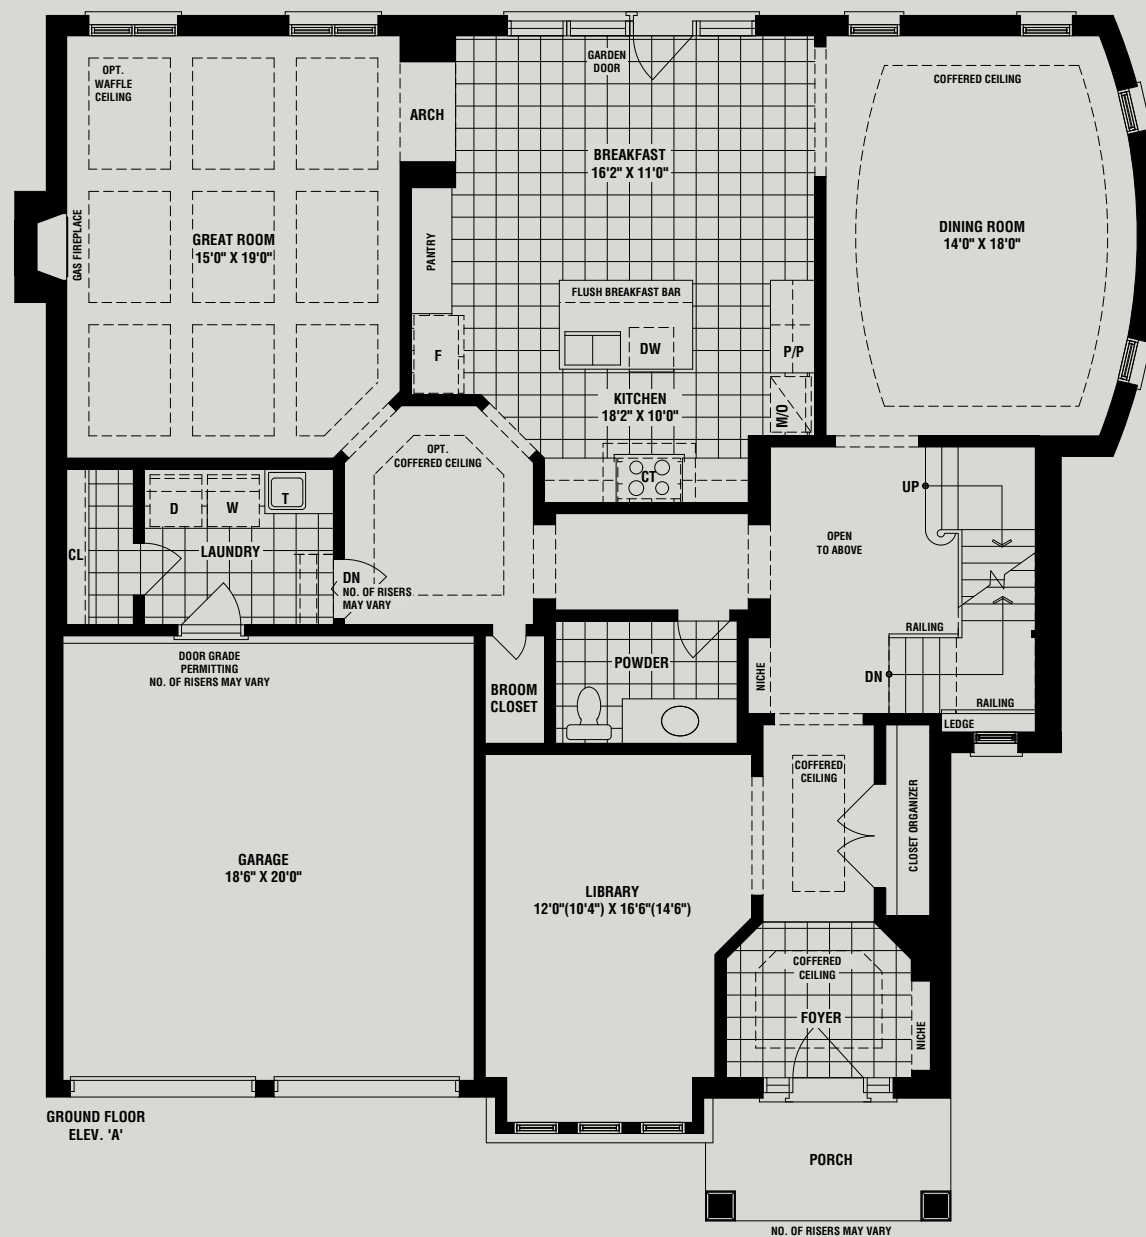 OPT.
WAFFLE
CEILING
GARDEN
DOOR
COFFERED CEILING
ARCH
BREAKFAST
16'2" X 11'0"
GREAT ROOM
15'0" X 19'0"
GAS FIREPLACE
PANTRY
DINING ROOM
14'0" X 18'0"
FLUSH BREAKFAST BAR
F
DW
P/P
KITCHEN
18'2" X 10'0"
M/O
OPT.
COFFERED CEILING
CT
UP
D
W
T
CL
LAUNDRY
OPEN
TO ABOVE
DN
NO. OF RISERS
MAY VARY
RAILING
DOOR GRADE
PERMITTING
NO. OF RISERS MAY VARY
BROOM
CLOSET
POWDER
NICHE
DN
RAILING
LEDGE
COFFERED
CEILING
CLOSET ORGANIZER
GARAGE
18'6" X 20'0"
LIBRARY
12'0"(10'4") X 16'6"(14'6")
COFFERED
CEILING
FOYER
NICHE
GROUND FLOOR
ELEV. 'A'
PORCH
NO. OF RISERS MAY VARY